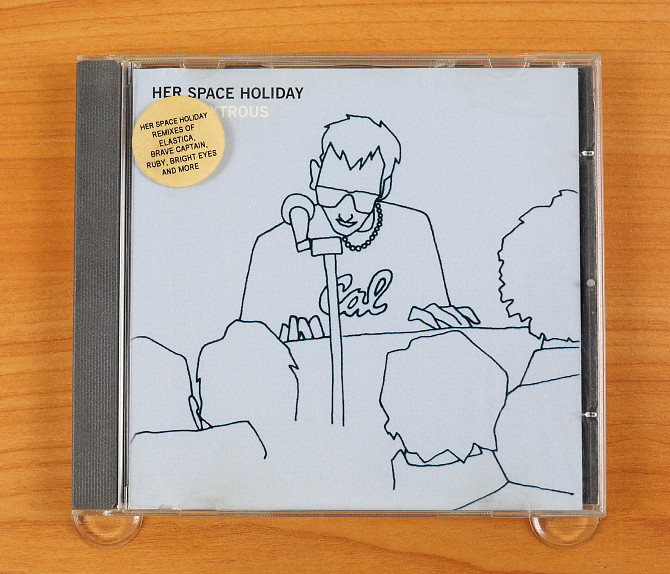 HER SPACE HOLIDAY
HER SPACE HOLIDAY
REMIXES OF
ELASTICA,
BRAVE CAPTAIN,
RUBY, BRIGHT EYES
AND MORE
Cal